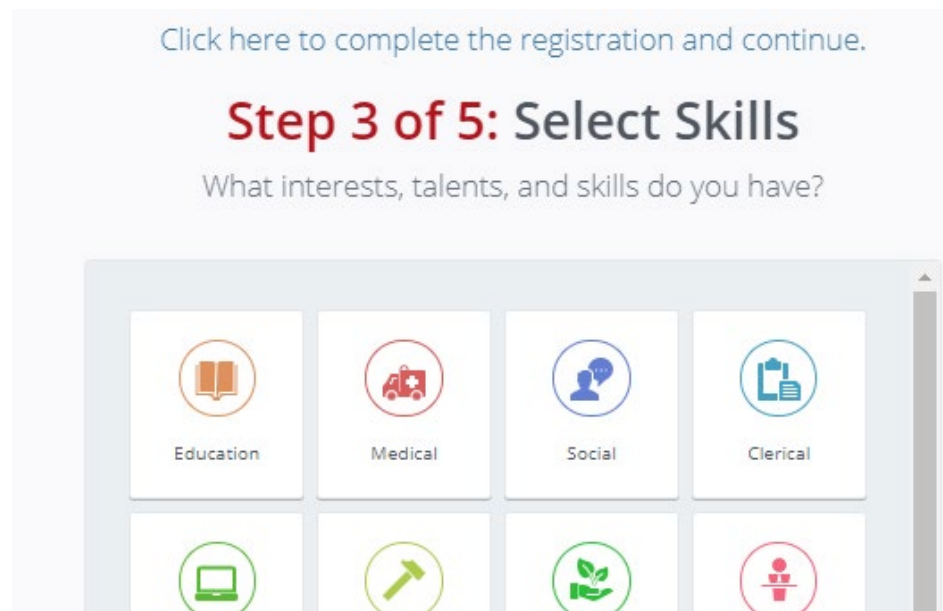 Click here to complete the registration and continue.
Step 3 of 5: Select Skills
What interests, talents, and skills do you have?
Education
Medical
Social
Clerical